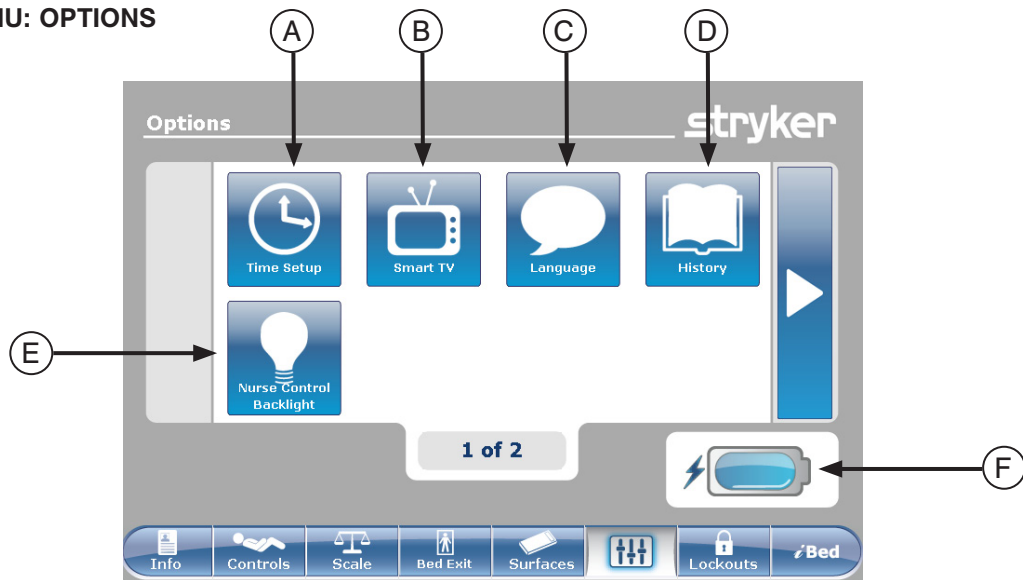 NU: OPTIONS
A
B
C
D
Options
stryker
Time Setup
Smart TV
Language
History
E
Nurse Control
Backlight
1 of 2
F
Info
Controls
Scale
Bed Exit
Surfaces
Lockouts
iBed